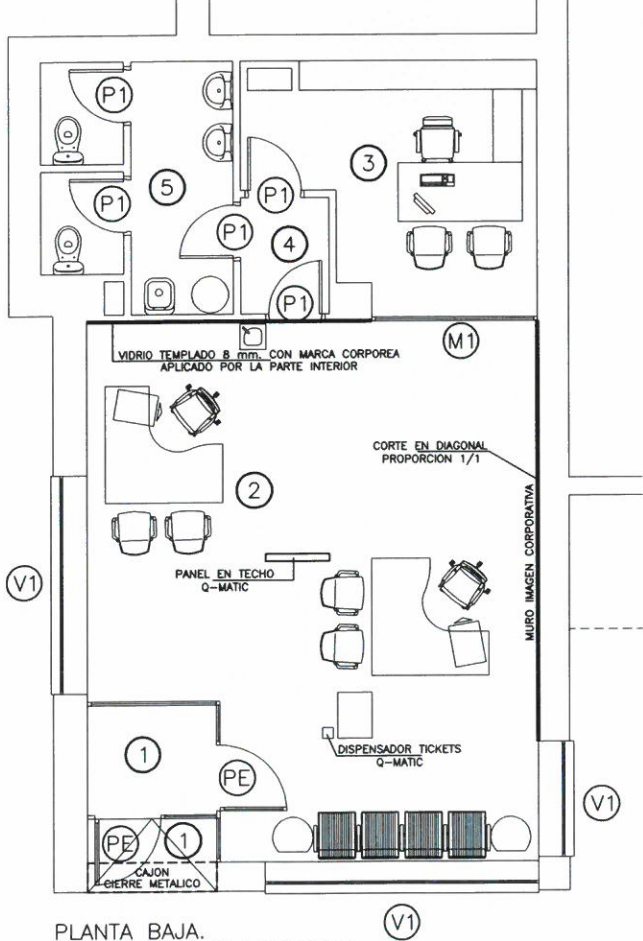 P1
P1
5
P1
P1
4
3
P1
M1
VIDRIO TEMPLADO 8 mm. CON MARCA CORPOREA
APLICADO POR LA PARTE INTERIOR
CORTE EN DIAGONAL
PROPORCION 1/1
2
MURO IMAGEN CORPORATIVA
V1
PANEL EN TECHO
Q-MATIC
1
PE
DISPENSADOR TICKETS
Q-MATIC
V1
PE
1
CAJON
CIERRE METALICO
V1
PLANTA BAJA.